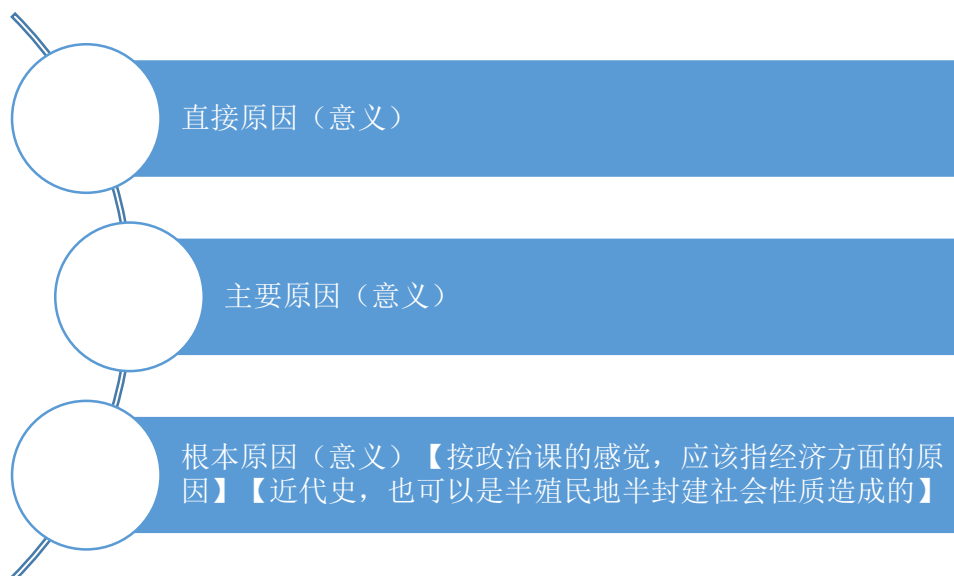 直接原因（意义）
主要原因（意义）
根本原因（意义）【按政治课的感觉，应该指经济方面的原
因】【近代史，也可以是半殖民地半封建社会性质造成的】